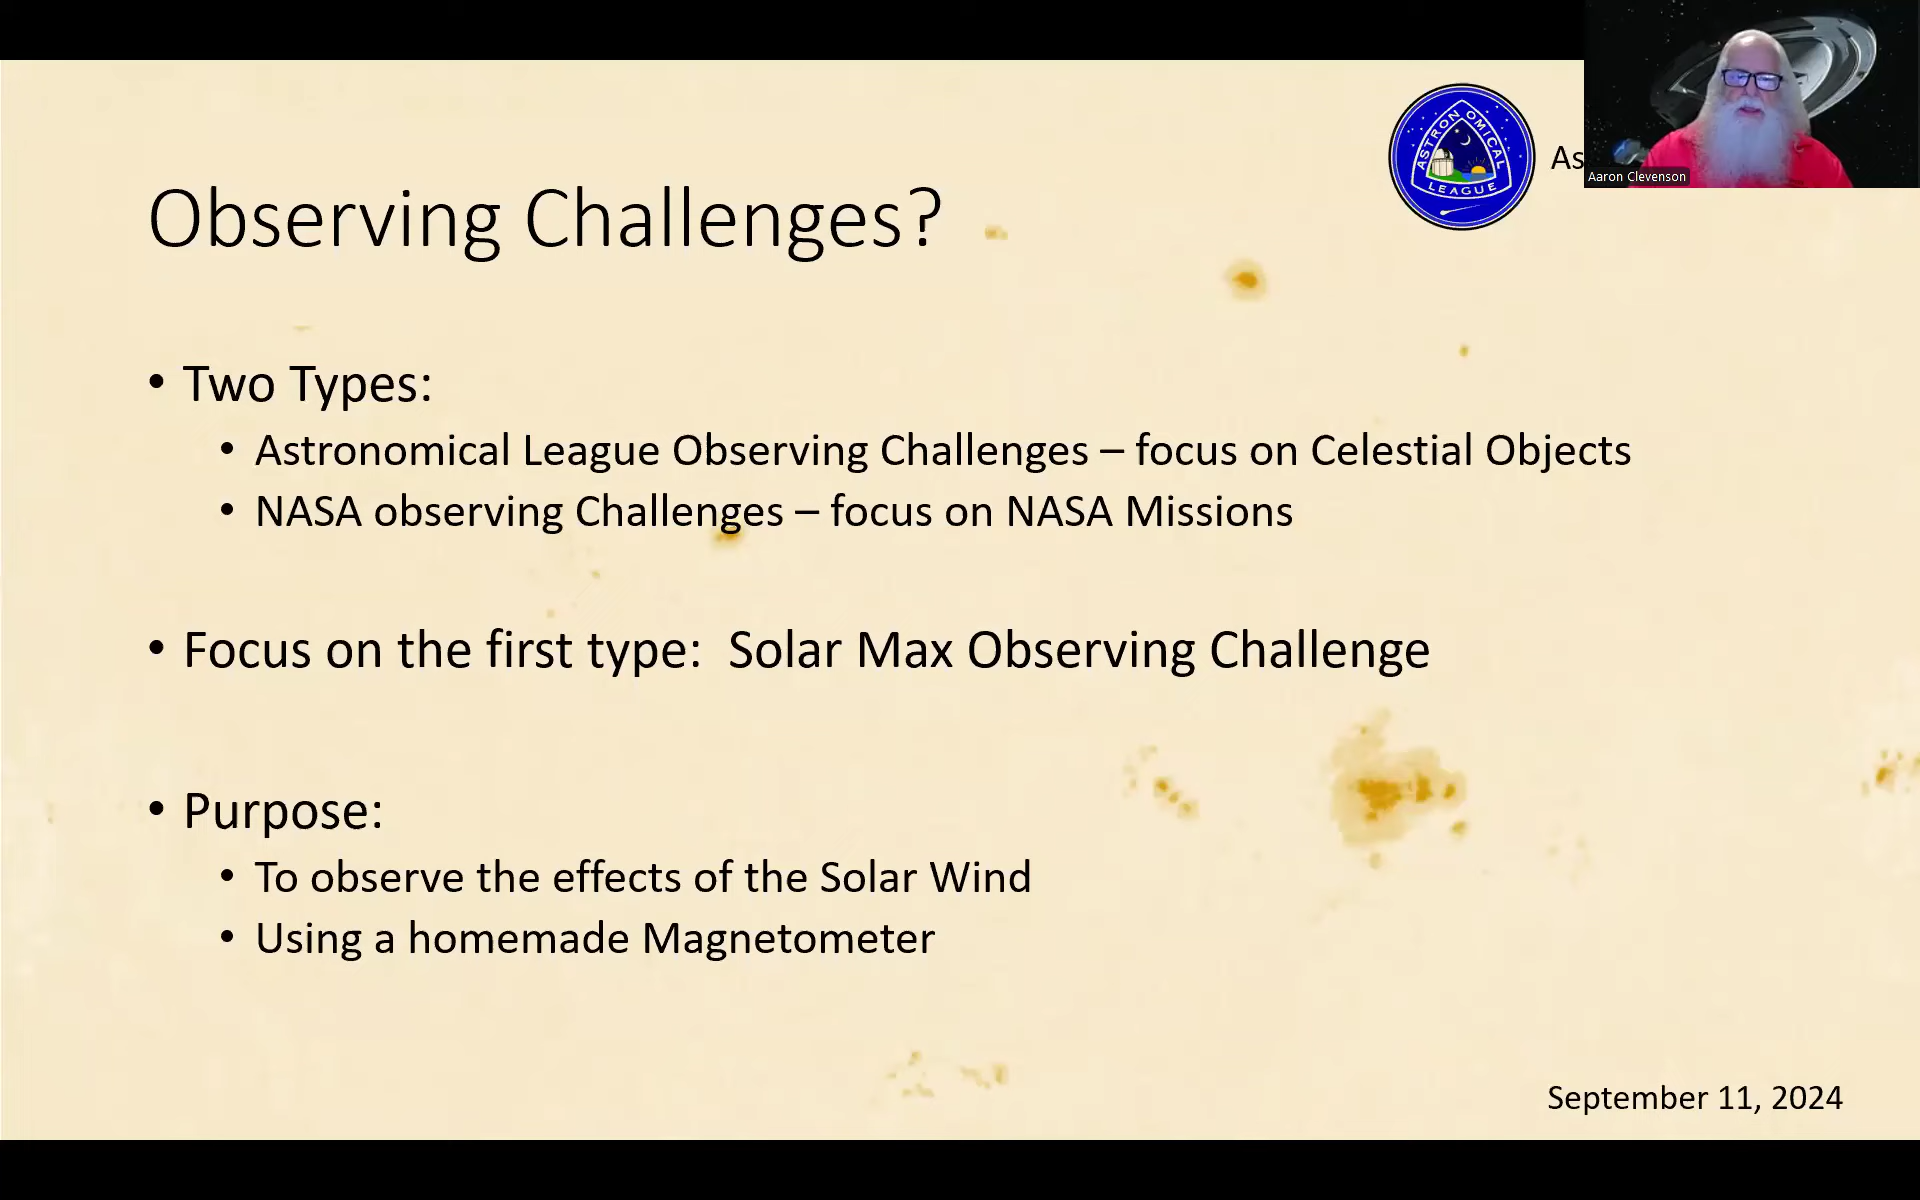 ASTRONOMICAL
LEAGUE
As
Aaron Clevenson
Observing Challenges?
• Two Types:
• Astronomical League Observing Challenges – focus on Celestial Objects
• NASA observing Challenges – focus on NASA Missions
• Focus on the first type:  Solar Max Observing Challenge
• Purpose:
• To observe the effects of the Solar Wind
• Using a homemade Magnetometer
September 11, 2024